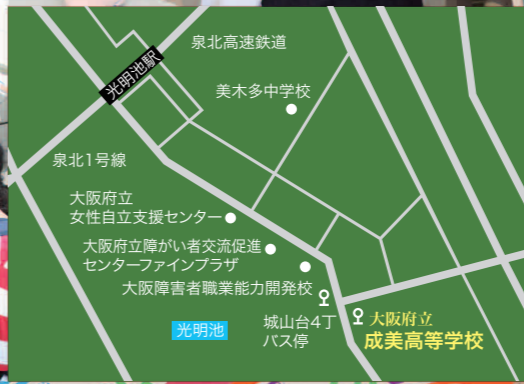 泉北高速鉄道
光明池駅
美木多中学校
泉北1号線
大阪府立
女性自立支援センター
大阪府立障がい者交流促進
センターファインプラザ
大阪障害者職業能力開発校
光明池
城山台4丁
バス停
大阪府立
成美高等学校